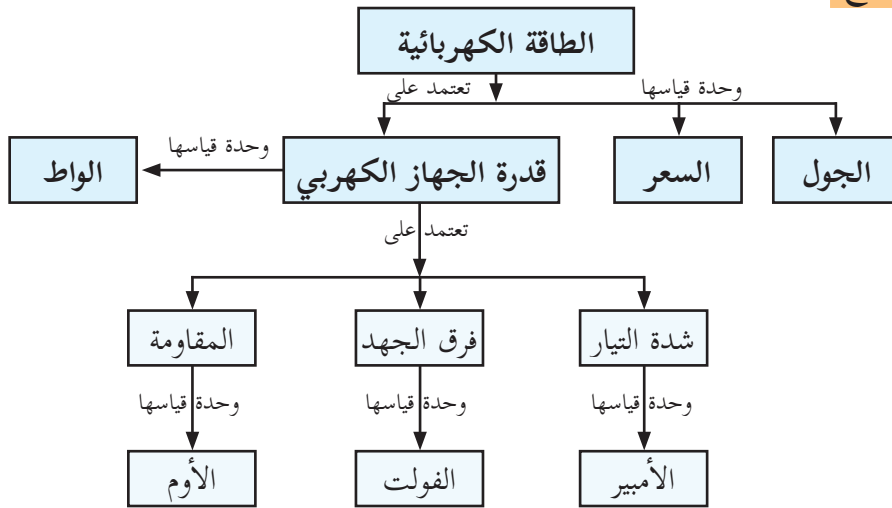 الطاقة الكهربائية
وحدة قياسها
تعتمد على
الجول
السعر
قدرة الجهاز الكهربي
وحدة قياسها
الواط
تعتمد على
شدة التيار
فرق الجهد
المقاومة
وحدة قياسها
وحدة قياسها
وحدة قياسها
الأمبير
الفولت
الأوم